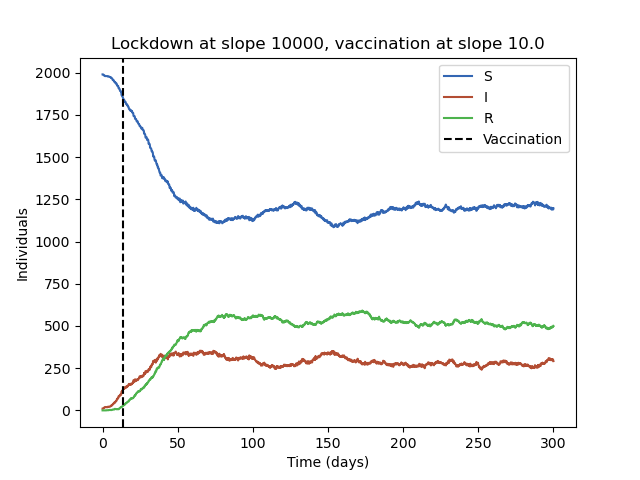 Lockdown at slope 10000, vaccination at slope 10.0
S
I
R
Vaccination
2000
1750
1500
1250
1000
750
500
250
0
Individuals
0 50 100 150 200 250 300
Time (days)